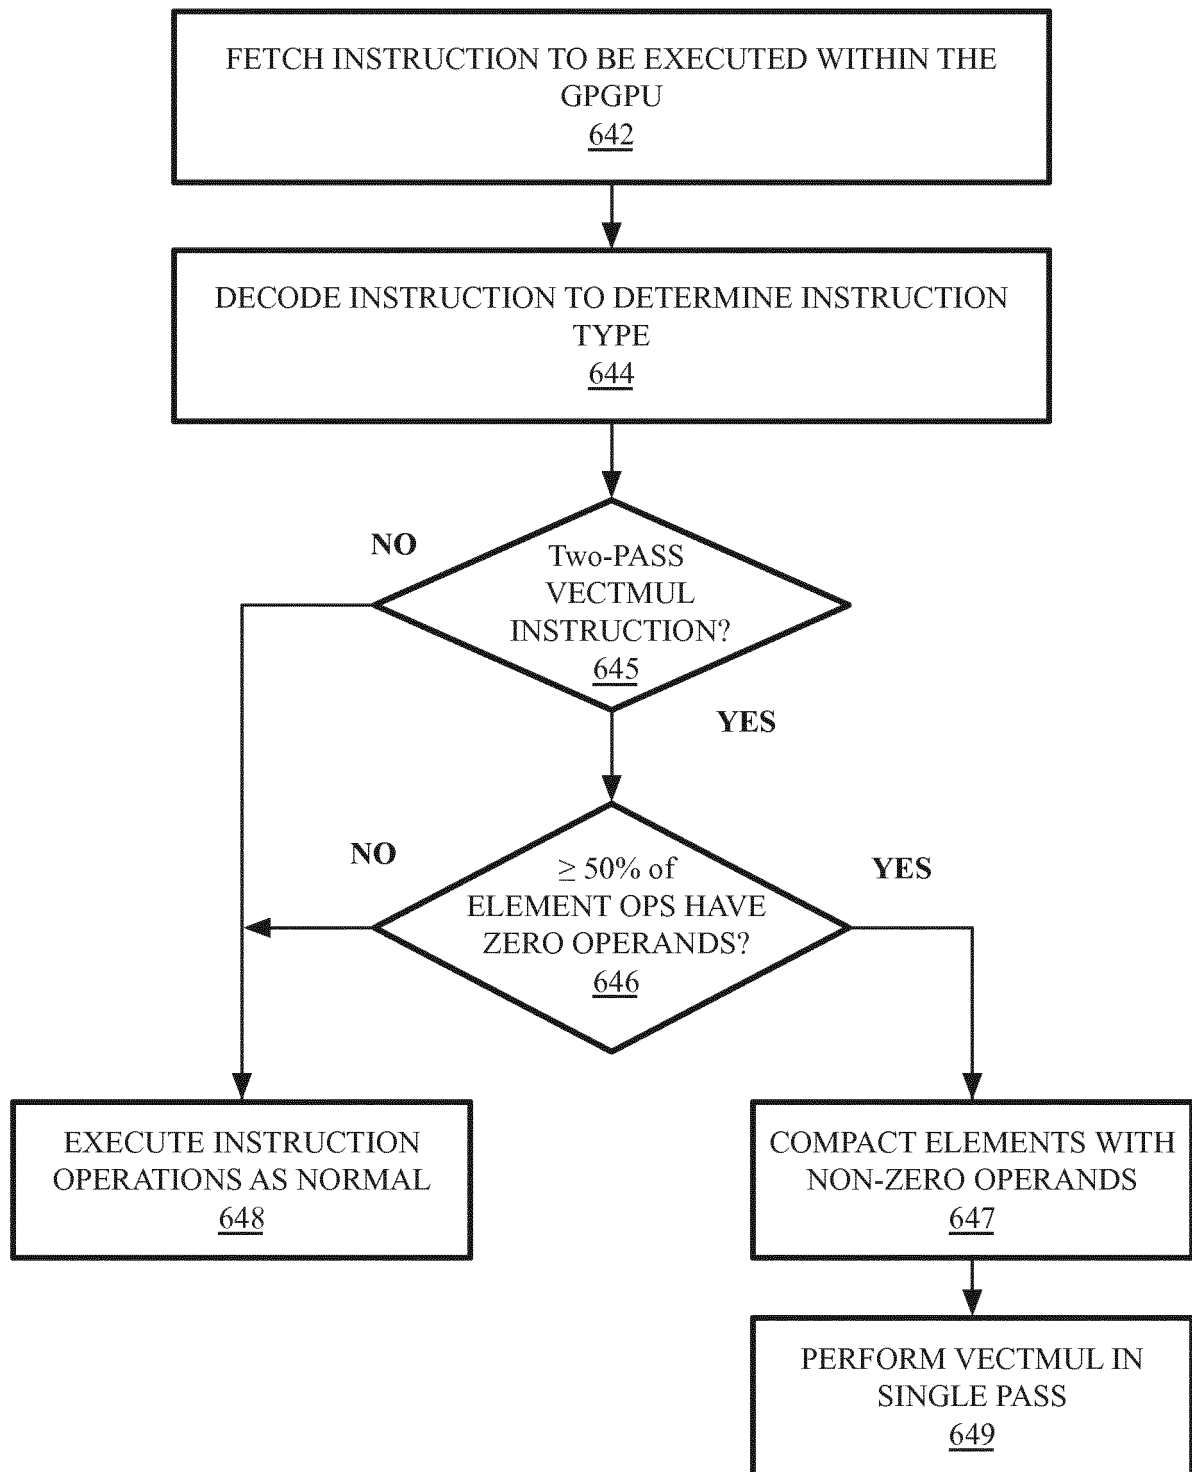 FETCH INSTRUCTION TO BE EXECUTED WITHIN THE
GPGPU
642
DECODE INSTRUCTION TO DETERMINE INSTRUCTION
TYPE
644
NO
Two-PASS
VECTMUL
INSTRUCTION?
645
YES
NO
≥ 50% of
ELEMENT OPS HAVE
ZERO OPERANDS?
646
YES
EXECUTE INSTRUCTION
OPERATIONS AS NORMAL
648
COMPACT ELEMENTS WITH
NON-ZERO OPERANDS
647
PERFORM VECTMUL IN
SINGLE PASS
649